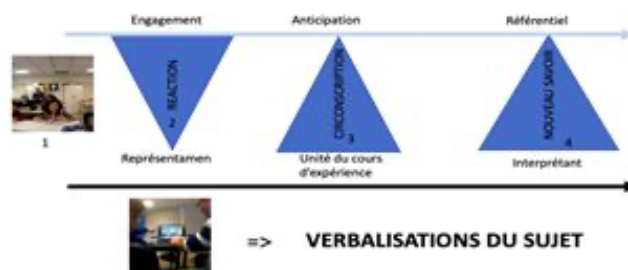 Engagement Anticipation Référentiel
1
2 REACTION
CIRCONSCRIPTION 3
NOUVEAU SAVOIR 4
Représentamen Unité du cours Interprétant
d'expérience
=> VERBALISATIONS DU SUJET